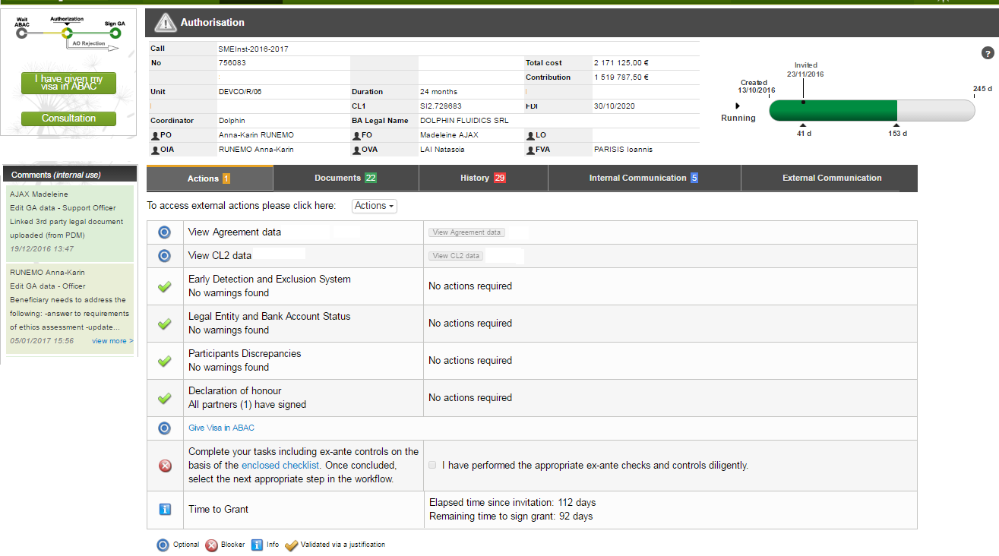 Wait
ABAC
Authorization
Sign GA
AO Rejection
I have given my
visa in ABAC
Consultation
Comments (internal use)
AJAX Madeleine
Edit GA data - Support Officer
Linked 3rd party legal document
uploaded (from PDM)
19/12/2016 13:47
RUNEMO Anna-Karin
Edit GA data - Officer
Beneficiary needs to address the
following: -answer to requirements
of ethics assessment -update...
05/01/2017 15:56 view more >
Authorisation
Call SMEInst-2016-2017
No 756083 Total cost 2 171 125,00 €
Contribution 1 519 787,50 €
Unit DEVCO/R/06 Duration 24 months
CL1 SI2.728683 FDI 30/10/2020
Coordinator Dolphin BA Legal Name DOLPHIN FLUIDICS SRL
PO Anna-Karin RUNEMO FO Madeleine AJAX LO
OIA RUNEMO Anna-Karin OVA LAI Natascia FVA PARISIS Ioannis
?
Invited
23/11/2016
Created
13/10/2016
245 d
Running
41 d
153 d
Actions 1 Documents 22 History 29 Internal Communication 5 External Communication
To access external actions please click here: Actions
View Agreement data View Agreement data
View CL2 data View CL2 data
Early Detection and Exclusion System
No warnings found
No actions required
Legal Entity and Bank Account Status
No warnings found
No actions required
Participants Discrepancies
No warnings found
No actions required
Declaration of honour
All partners (1) have signed
No actions required
Give Visa in ABAC
Complete your tasks including ex-ante controls on the
basis of the enclosed checklist. Once concluded,
select the next appropriate step in the workflow.
I have performed the appropriate ex-ante checks and controls diligently.
Time to Grant
Elapsed time since invitation: 112 days
Remaining time to sign grant: 92 days
Optional Blocker Info Validated via a justification